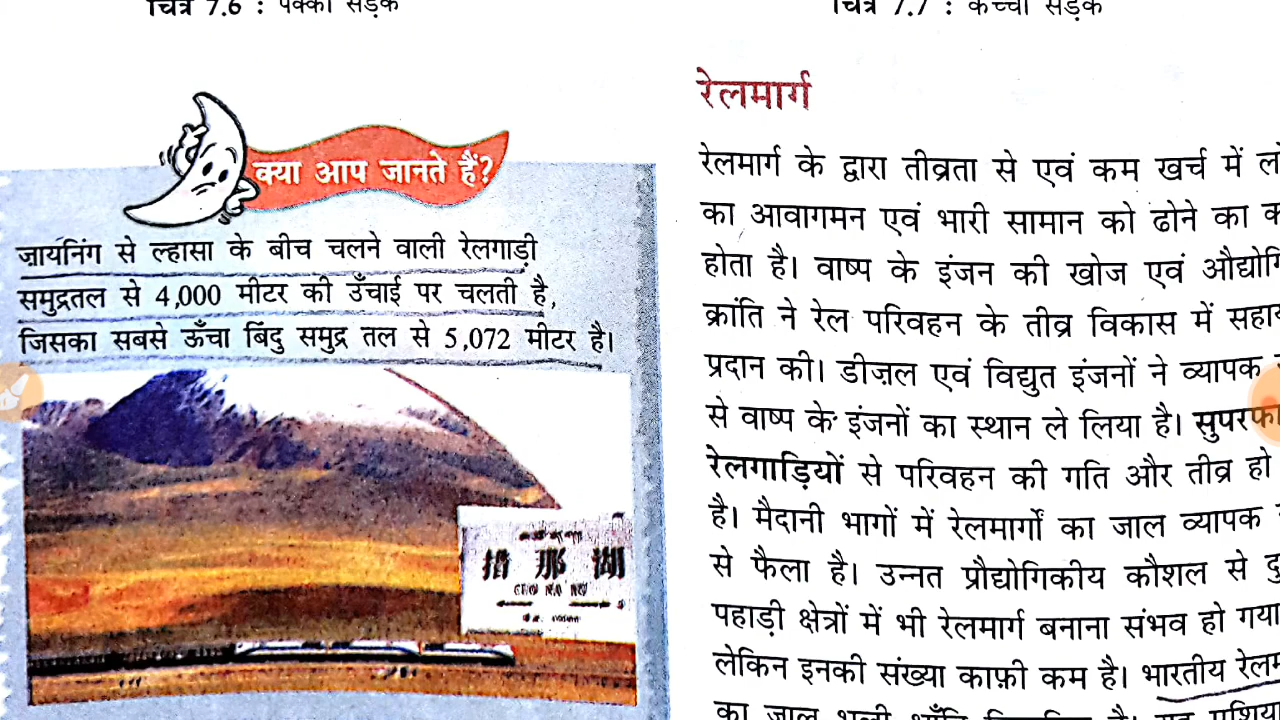 चित्र 7.6 : पक्की सड़क
चित्र 7.7 : कच्ची सड़क
क्या आप जानते हैं?
ज़ायनिंग से ल्हासा के बीच चलने वाली रेलगाड़ी
समुद्रतल से 4,000 मीटर की उँचाई पर चलती है,
जिसका सबसे ऊँचा बिंदु समुद्र तल से 5,072 मीटर है।
रेलमार्ग
रेलमार्ग के द्वारा तीव्रता से एवं कम खर्च में
का आवागमन एवं भारी सामान को ढोने का
होता है। वाष्प के इंजन की खोज एवं
क्रांति ने रेल परिवहन के तीव्र विकास में
प्रदान की। डीज़ल एवं विद्युत इंजनों ने व्यापक
से वाष्प के इंजनों का स्थान ले लिया है।
रेलगाड़ियों से परिवहन की गति और तीव्र हो
है। मैदानी भागों में रेलमार्गों का जाल व्यापक
से फैला है। उन्नत प्रौद्योगिकीय कौशल से
पहाड़ी क्षेत्रों में भी रेलमार्ग बनाना संभव हो गया
लेकिन इनकी संख्या काफ़ी कम है। भारतीय
का जाल